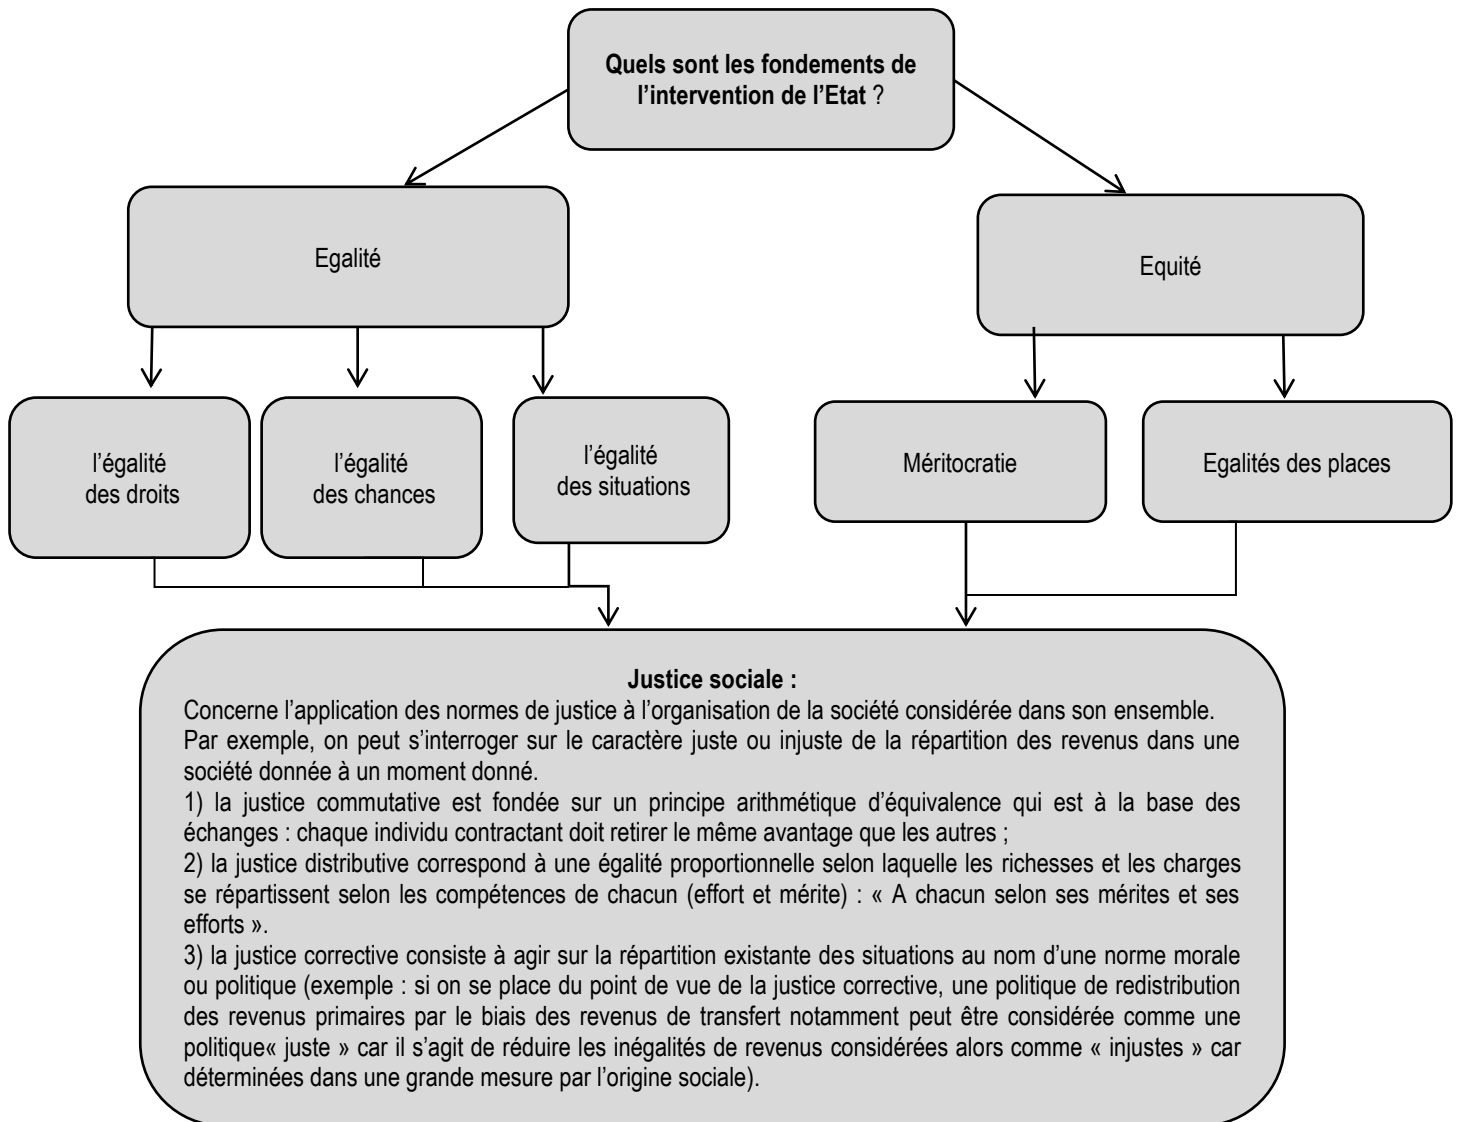 Quels sont les fondements de
l’intervention de l’Etat ?
Egalité
Equité
l’égalité
des droits
l’égalité
des chances
l’égalité
des situations
Méritocratie
Egalités des places
Justice sociale :
Concerne l’application des normes de justice à l’organisation de la société considérée dans son ensemble.
Par exemple, on peut s’interroger sur le caractère juste ou injuste de la répartition des revenus dans une
société donnée à un moment donné.
1) la justice commutative est fondée sur un principe arithmétique d’équivalence qui est à la base des
échanges : chaque individu contractant doit retirer le même avantage que les autres ;
2) la justice distributive correspond à une égalité proportionnelle selon laquelle les richesses et les charges
se répartissent selon les compétences de chacun (effort et mérite) : « A chacun selon ses mérites et ses
efforts ».
3) la justice corrective consiste à agir sur la répartition existante des situations au nom d’une norme morale
ou politique (exemple : si on se place du point de vue de la justice corrective, une politique de redistribution
des revenus primaires par le biais des revenus de transfert notamment peut être considérée comme une
politique« juste » car il s’agit de réduire les inégalités de revenus considérées alors comme « injustes » car
déterminées dans une grande mesure par l’origine sociale).